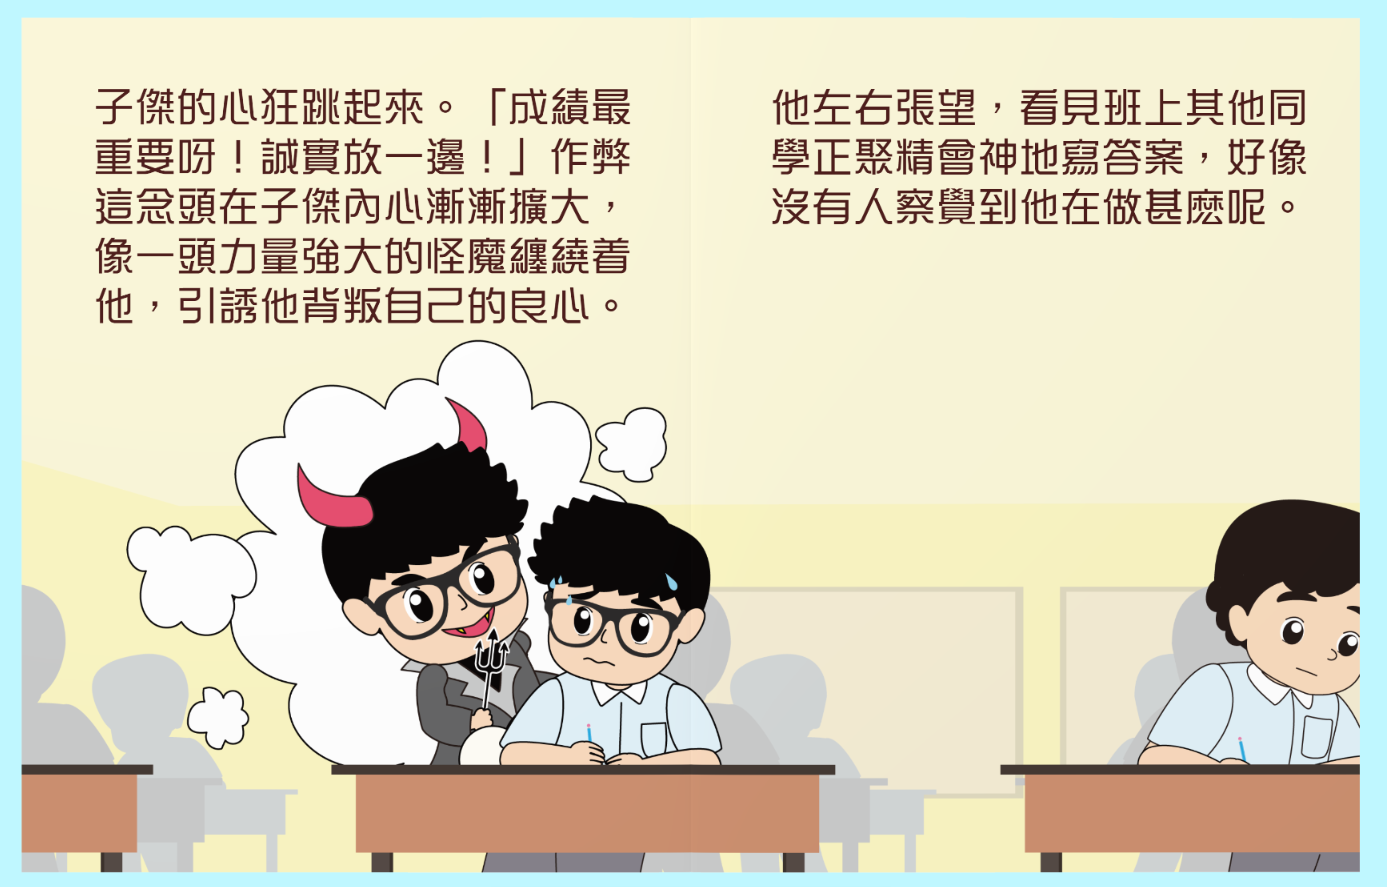 子傑的心狂跳起來。「成績最
重要呀！誠實放一邊！」作弊
這念頭在子傑內心漸漸擴大，
像一頭力量強大的怪魔纏繞着
他，引誘他背叛自己的良心。
他左右張望，看見班上其他同
學正聚精會神地寫答案，好像
沒有人察覺到他在做甚麽呢。